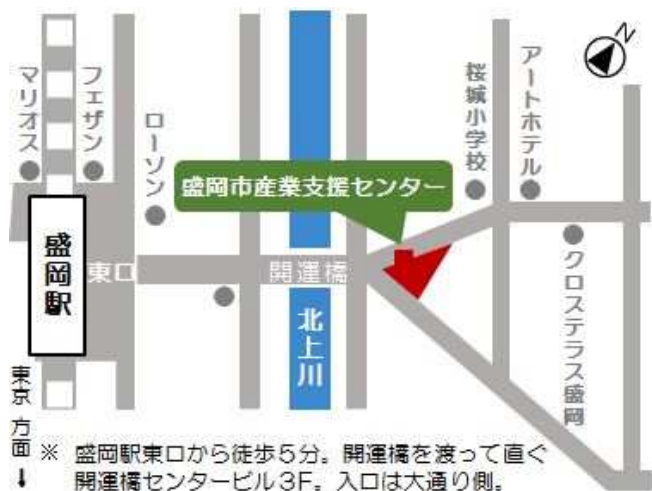 N
マリオス
フェザン
ローソン
桜城小学校
アートホテル
盛岡市産業支援センター
盛岡駅
東口
開運橋
北上川
クロステラス盛岡
東京方面↓
※ 盛岡駅東口から徒歩5分。開運橋を渡って直ぐ
開運橋センタービル3F。入口は大通り側。